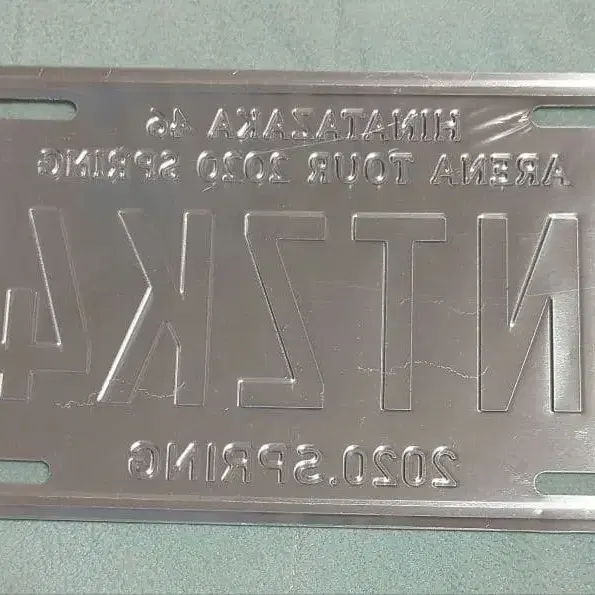 HINATAZAKA 46
ARENA TOUR 2020 SPRING
NTZK4
2020.SPRING